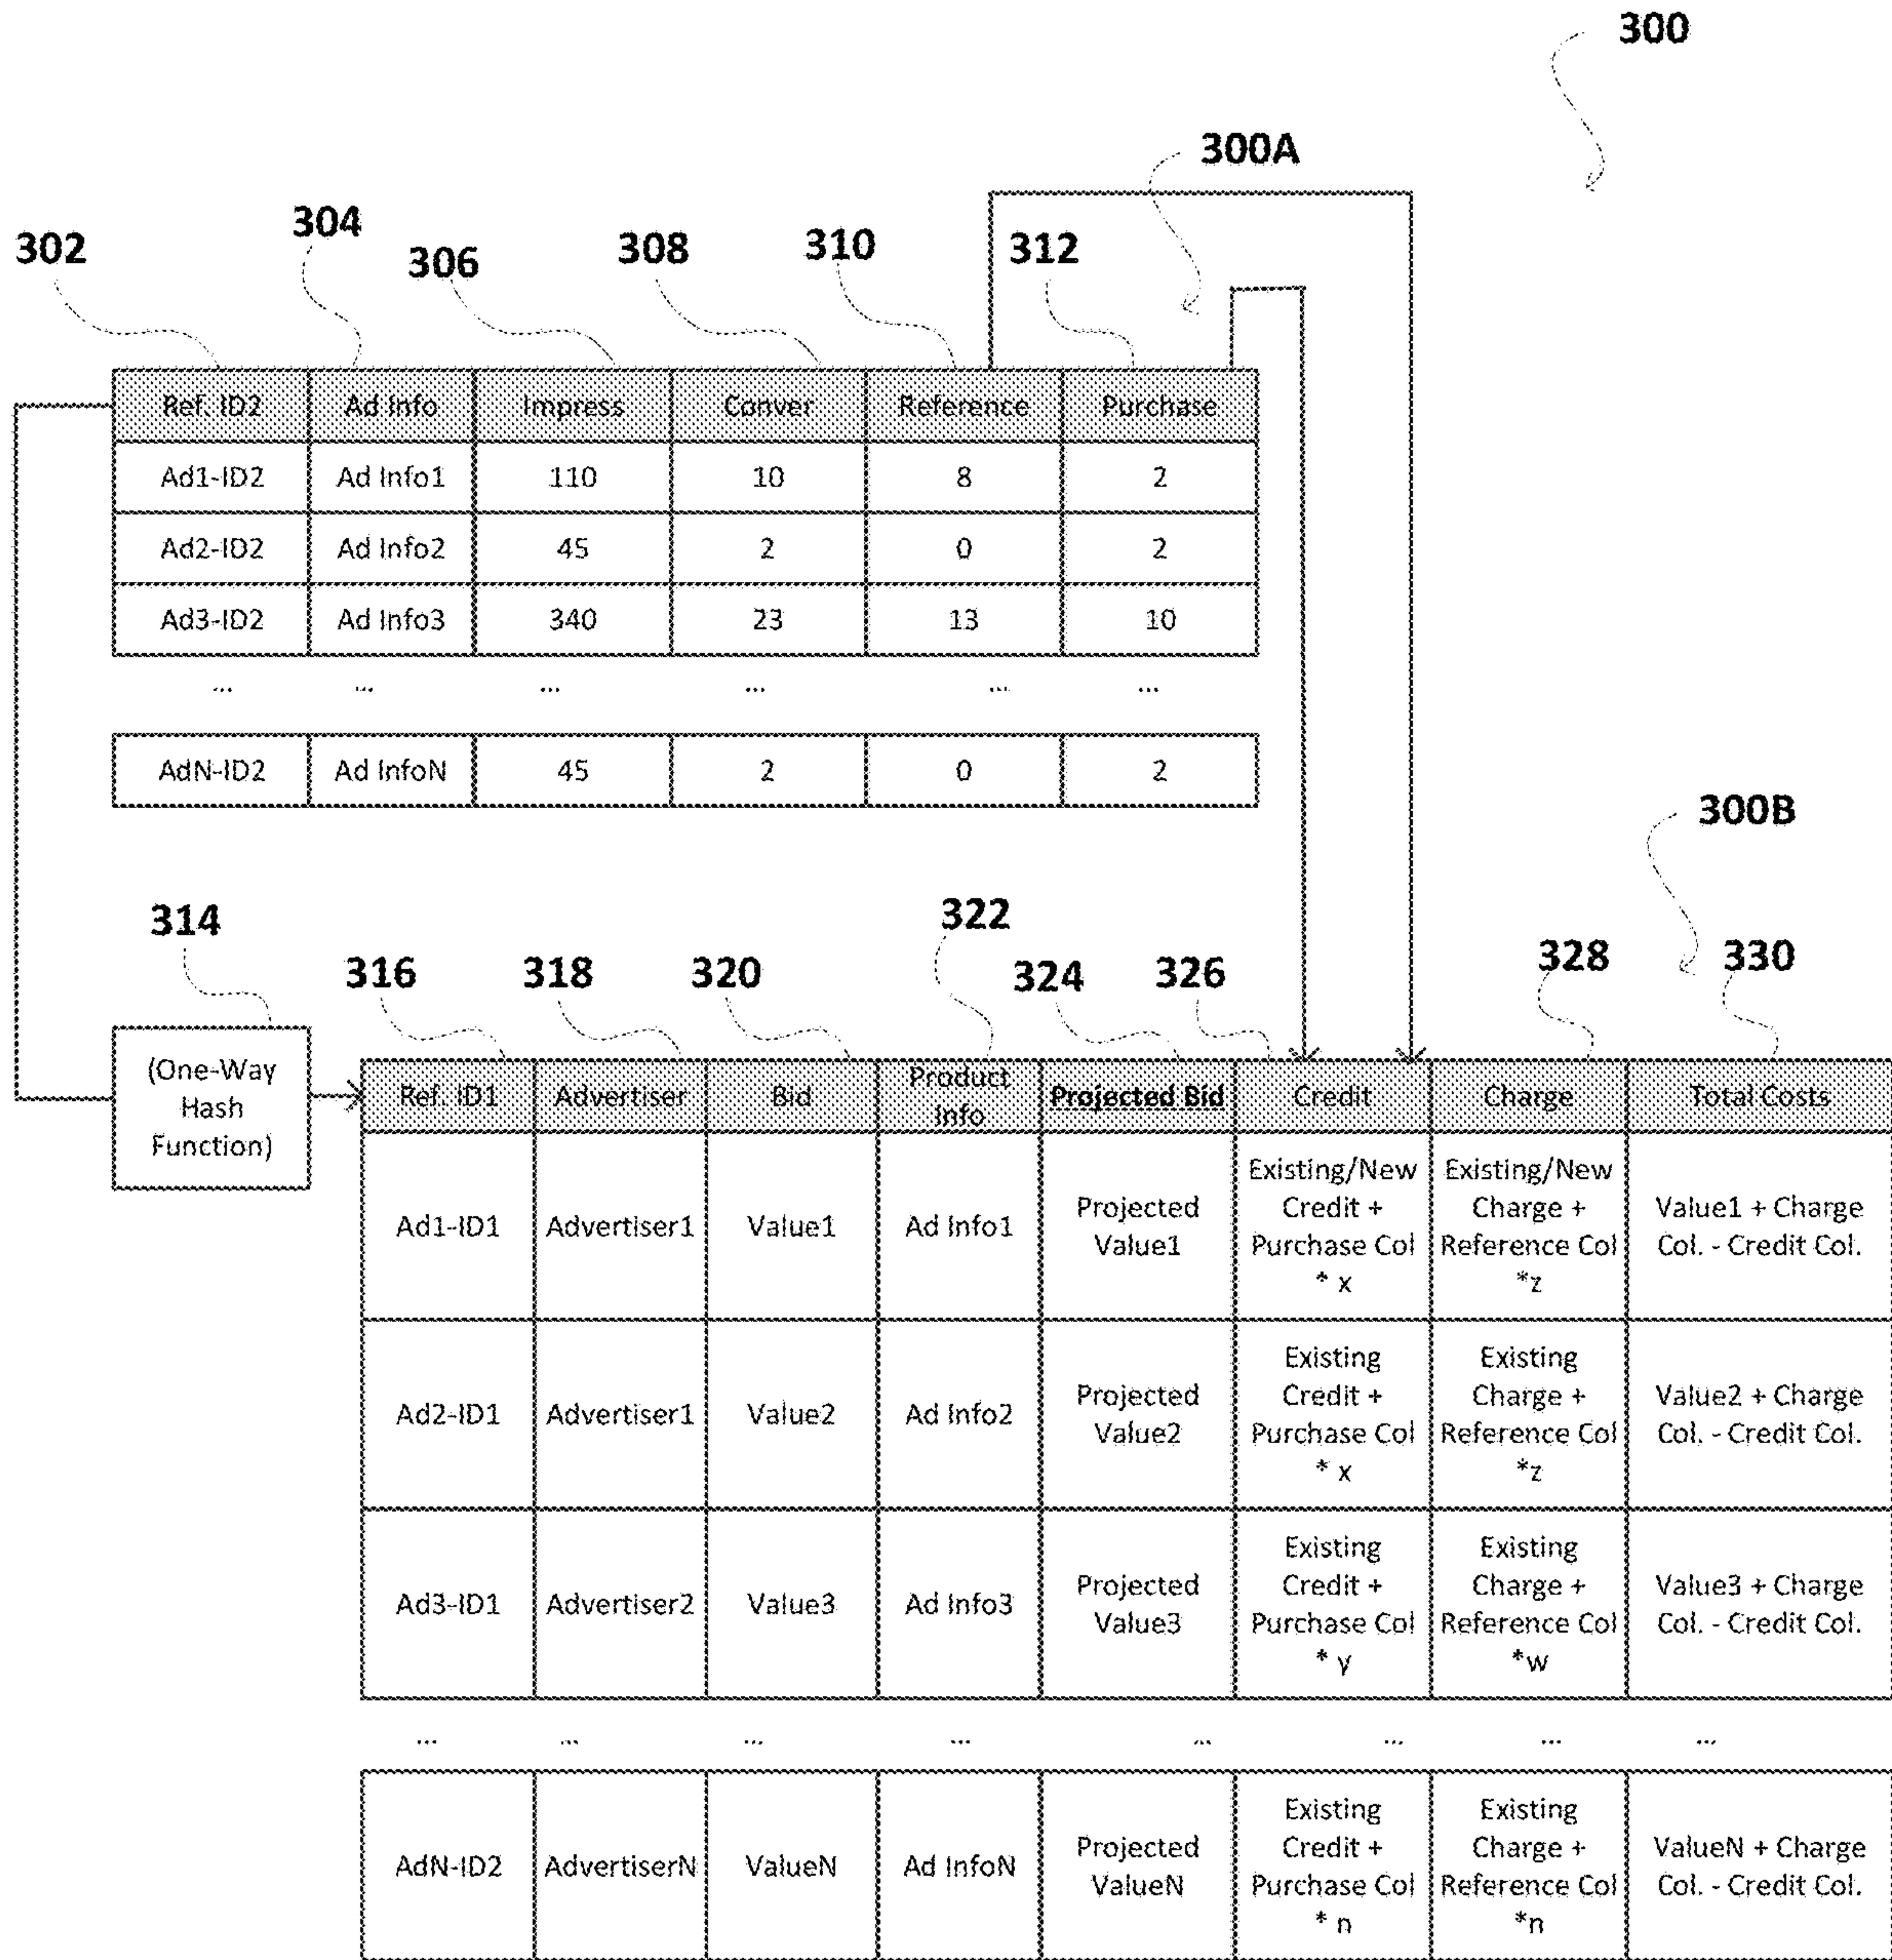 300
300A
302
304
306
308
310
312
Ref. ID2 Ad Info Impress Conver Reference Purchase
Ad1-ID2 Ad Info1 110 10 8 2
Ad2-ID2 Ad Info2 45 2 0 2
Ad3-ID2 Ad Info3 340 23 13 10
... ... ... ... ... ...
AdN-ID2 Ad InfoN 45 2 0 2
300B
314
316
318
320
322
324
326
328
330
(One-Way
Hash
Function)
Ref. ID1 Advertiser Bid Product
Info Projected Bid Credit Charge Total Costs
Ad1-ID1 Advertiser1 Value1 Ad Info1
Projected
Value1
Existing/New
Credit +
Purchase Col
* x
Existing/New
Charge +
Reference Col
*z
Value1 + Charge
Col. - Credit Col.
Ad2-ID1 Advertiser1 Value2 Ad Info2
Projected
Value2
Existing
Credit +
Purchase Col
* x
Existing
Charge +
Reference Col
*z
Value2 + Charge
Col. - Credit Col.
Ad3-ID1 Advertiser2 Value3 Ad Info3
Projected
Value3
Existing
Credit +
Purchase Col
* y
Existing
Charge +
Reference Col
*w
Value3 + Charge
Col. - Credit Col.
... ... ... ... ... ... ... ...
AdN-ID2 AdvertiserN ValueN Ad InfoN
Projected
ValueN
Existing
Credit +
Purchase Col
* n
Existing
Charge +
Reference Col
*n
ValueN + Charge
Col. - Credit Col.